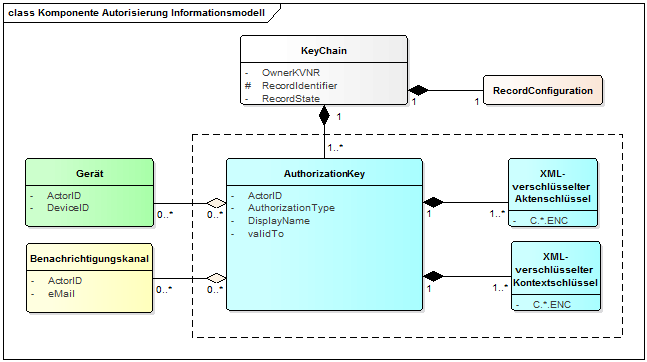 class Komponente Autorisierung Informationsmodell
KeyChain
- OwnerKVNR
# RecordIdentifier
- RecordState
1
1
RecordConfiguration
1
1..*
Gerät
- ActorID
- DeviceID
0..*
0..*
AuthorizationKey
- ActorID
- AuthorizationType
- DisplayName
- validTo
1
1..*
XML-
verschlüsselter
Aktenschlüssel
- C.*.ENC
Benachrichtigungskanal
- ActorID
- eMail
0..*
0..*
1
1..*
XML-
verschlüsselter
Kontextschlüssel
- C.*.ENC